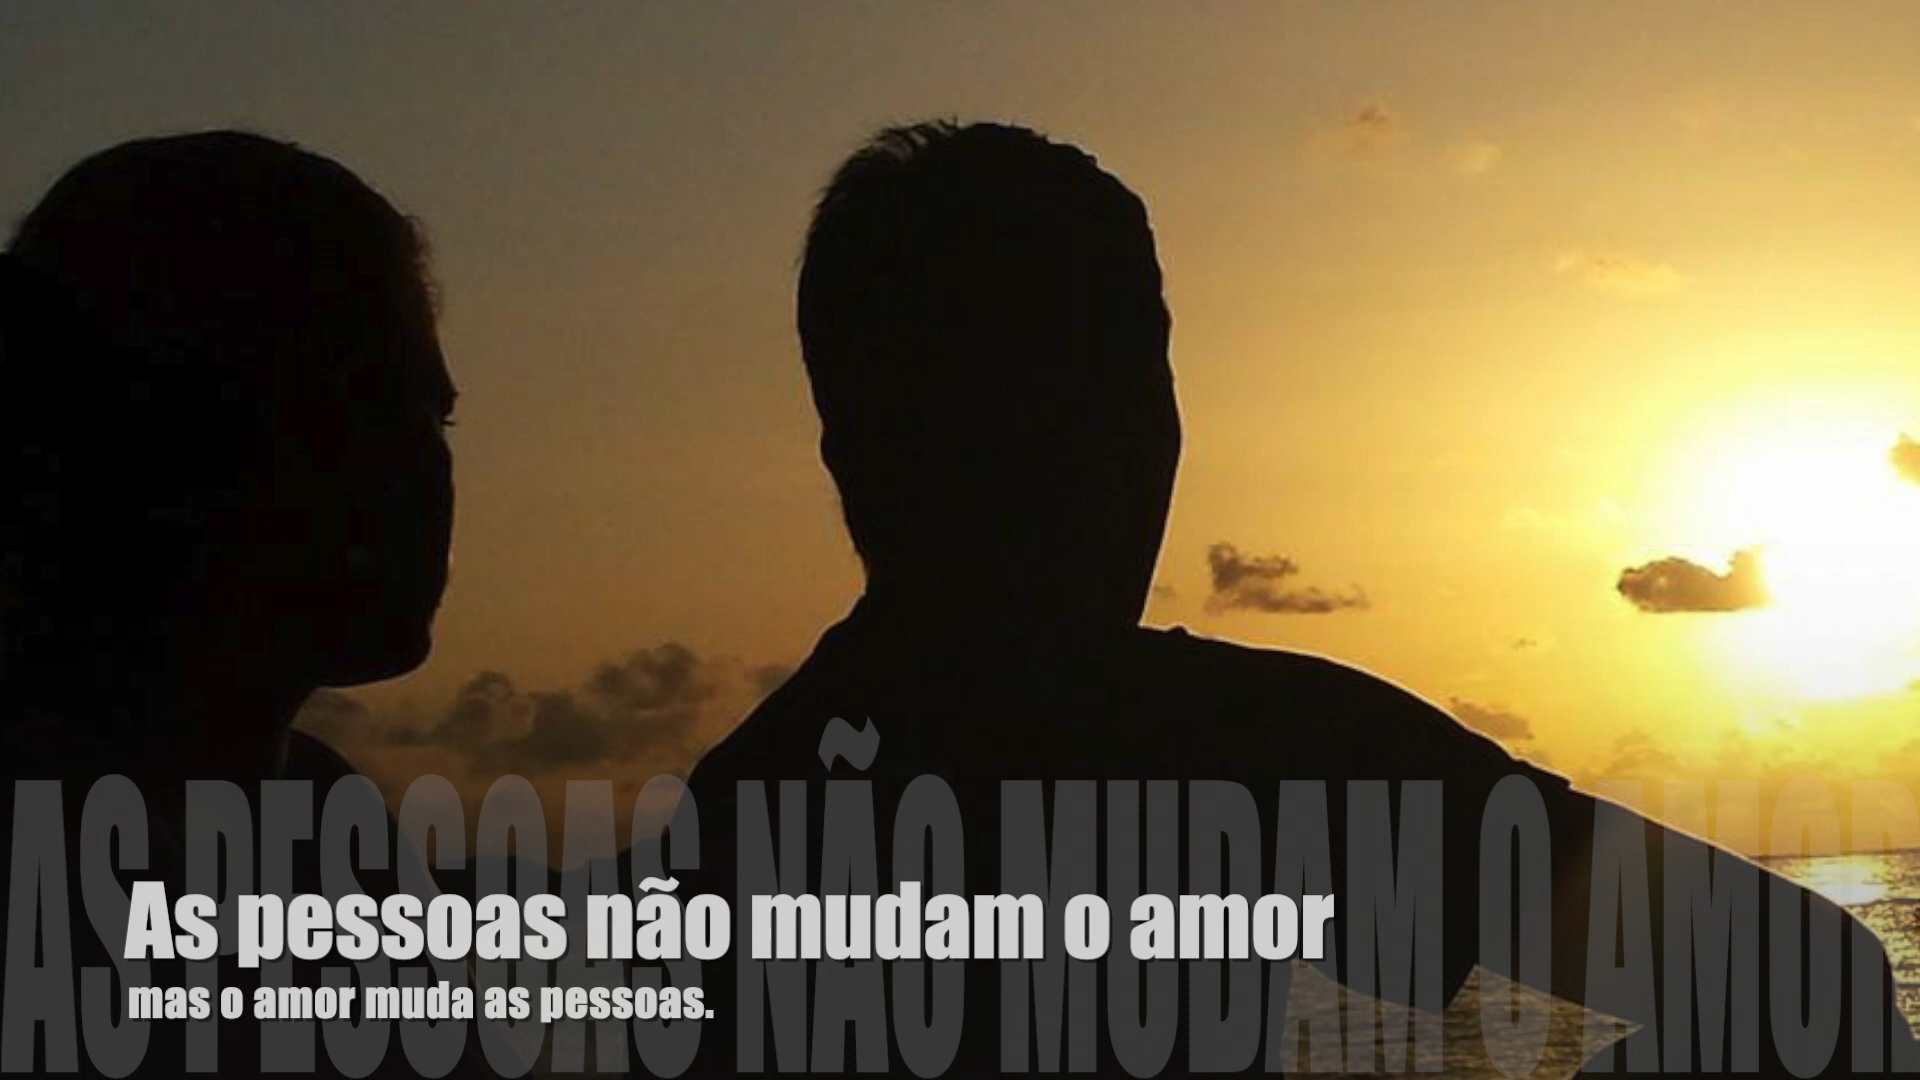 AS PESSOAS NÃO MUDAM O AMOR
As pessoas não mudam o amor
mas o amor muda as pessoas.